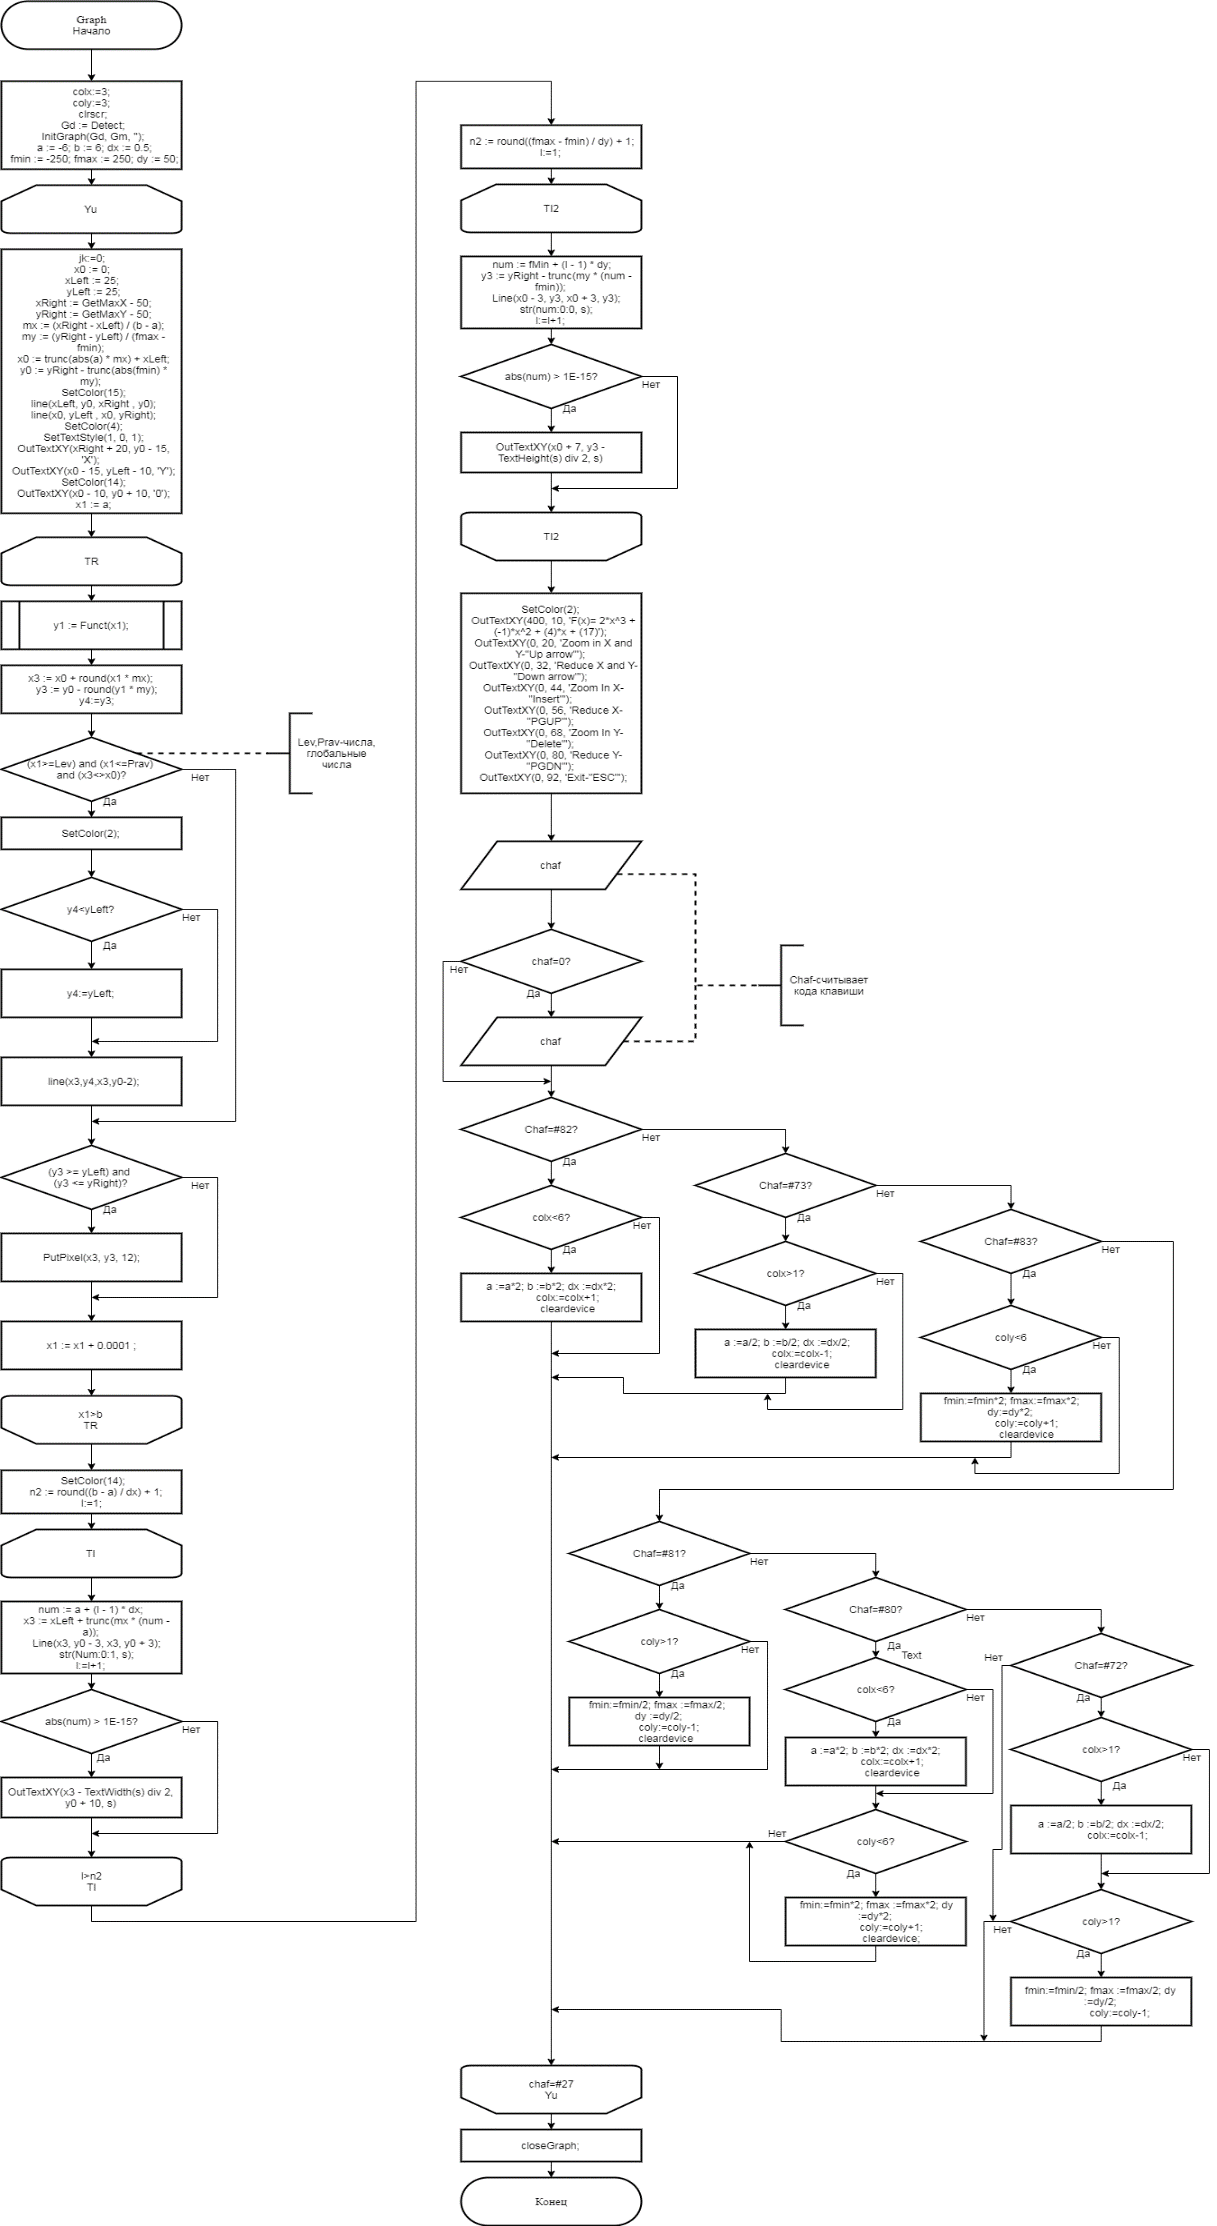 Graph
Начало
colx:=3;
coly:=3;
clrscr;
Gd := Detect;
InitGraph(Gd, Gm, '');
a := -6; b := 6; dx := 0.5;
fmin := -250; fmax := 250; dy := 50;
Yu
jk:=0;
x0 := 0;
xLeft := 25;
yLeft := 25;
xRight := GetMaxX - 50;
yRight := GetMaxY - 50;
mx := (xRight - xLeft) / (b - a);
my := (yRight - yLeft) / (fmax -
fmin);
x0 := trunc(abs(a) * mx) + xLeft;
y0 := yRight - trunc(abs(fmin) *
my);
SetColor(15);
line(xLeft, y0, xRight , y0);
line(x0, yLeft , x0, yRight);
SetColor(4);
SetTextStyle(1, 0, 1);
OutTextXY(xRight + 20, y0 - 15,
'X');
OutTextXY(x0 - 15, yLeft - 10, 'Y');
SetColor(14);
OutTextXY(x0 - 10, y0 + 10, '0');
x1 := a;
TR
y1 := Funct(x1);
x3 := x0 + round(x1 * mx);
y3 := y0 - round(y1 * my);
y4:=y3;
Lev,Prav-числа,
глобальные
числа
(x1>=Lev) and (x1<=Prav)
and (x3<>x0)?
Нет
Да
SetColor(2);
y4<yLeft?
Нет
Да
y4:=yLeft;
line(x3,y4,x3,y0-2);
(y3 >= yLeft) and
(y3 <= yRight)?
Нет
Да
PutPixel(x3, y3, 12);
x1 := x1 + 0.0001 ;
x1>b
TR
SetColor(14);
n2 := round((b - a) / dx) + 1;
I:=1;
TI
num := a + (I - 1) * dx;
x3 := xLeft + trunc(mx * (num -
a));
Line(x3, y0 - 3, x3, y0 + 3);
str(Num:0:1, s);
I:=I+1;
abs(num) > 1E-15?
Нет
Да
OutTextXY(x3 - TextWidth(s) div 2,
y0 + 10, s)
I>n2
TI
n2 := round((fmax - fmin) / dy) + 1;
I:=1;
TI2
num := fMin + (I - 1) * dy;
y3 := yRight - trunc(my * (num -
fmin));
Line(x0 - 3, y3, x0 + 3, y3);
str(num:0:0, s);
I:=I+1;
abs(num) > 1E-15?
Нет
Да
OutTextXY(x0 + 7, y3 -
TextHeight(s) div 2, s)
TI2
SetColor(2);
OutTextXY(400, 10, 'F(x)= 2*x^3 +
(-1)*x^2 + (4)*x + (17)');
OutTextXY(0, 20, 'Zoom in X and
Y-"Up arrow"');
OutTextXY(0, 32, 'Reduce X and Y-
"Down arrow"');
OutTextXY(0, 44, 'Zoom In X-
"Insert"');
OutTextXY(0, 56, 'Reduce X-
"PGUP"');
OutTextXY(0, 68, 'Zoom In Y-
"Delete"');
OutTextXY(0, 80, 'Reduce Y-
"PGDN"');
OutTextXY(0, 92, 'Exit-"ESC"');
chaf
chaf=0?
Нет
Да
Chaf-считывает
кода клавиши
chaf
Chaf=#82?
Нет
Да
colx<6?
Нет
Да
a :=a*2; b :=b*2; dx :=dx*2;
colx:=colx+1;
cleardevice
Chaf=#73?
Нет
Да
colx>1?
Нет
Да
a :=a/2; b :=b/2; dx :=dx/2;
colx:=colx-1;
cleardevice
Chaf=#83?
Нет
Да
coly<6
Нет
Да
fmin:=fmin*2; fmax:=fmax*2;
dy:=dy*2;
coly:=coly+1;
cleardevice
Chaf=#81?
Нет
Да
coly>1?
Нет
Да
fmin:=fmin/2; fmax :=fmax/2;
dy :=dy/2;
coly:=coly-1;
cleardevice
Chaf=#80?
Нет
Да
Text
colx<6?
Нет
Да
a :=a*2; b :=b*2; dx :=dx*2;
colx:=colx+1;
cleardevice
coly<6?
Нет
Да
fmin:=fmin*2; fmax :=fmax*2; dy
:=dy*2;
coly:=coly+1;
cleardevice;
Chaf=#72?
Нет
Да
colx>1?
Нет
Да
a :=a/2; b :=b/2; dx :=dx/2;
colx:=colx-1;
coly>1?
Нет
Да
fmin:=fmin/2; fmax :=fmax/2; dy
:=dy/2;
coly:=coly-1;
chaf=#27
Yu
closeGraph;
Конец